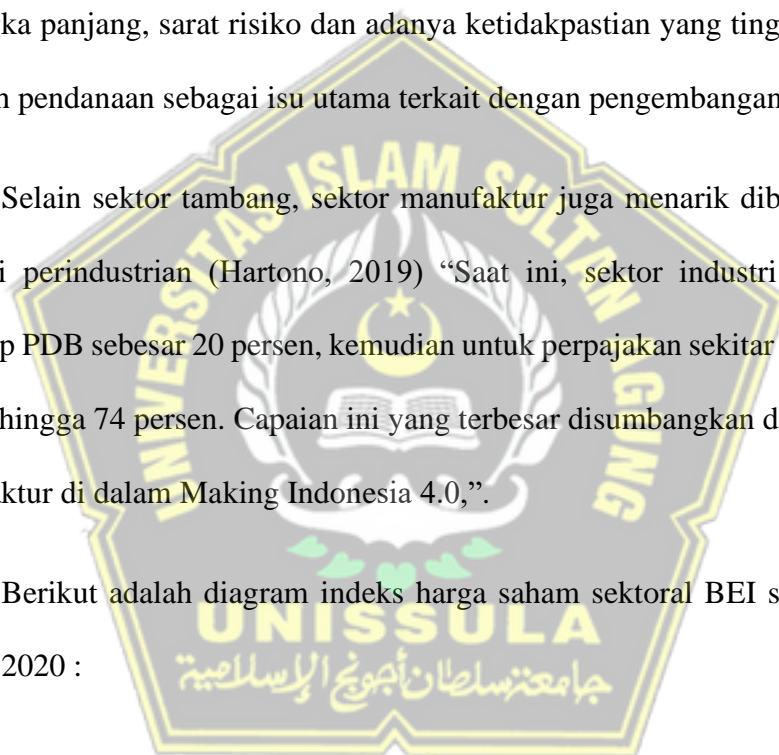 ka panjang, sarat risiko dan adanya ketidakpastian yang ting
n pendanaan sebagai isu utama terkait dengan pengembangan
Selain sektor tambang, sektor manufaktur juga menarik dib
i perindustrian (Hartono, 2019) “Saat ini, sektor industri
p PDB sebesar 20 persen, kemudian untuk perpajakan sekitar
hingga 74 persen. Capaian ini yang terbesar disumbangkan d
ktur di dalam Making Indonesia 4.0,”.
Berikut adalah diagram indeks harga saham sektoral BEI s
2020 :
UNIVERSITAS ISLAM SULTAN AGUNG
UNISSULA
جامعة سلطان أجونج الإسلامية